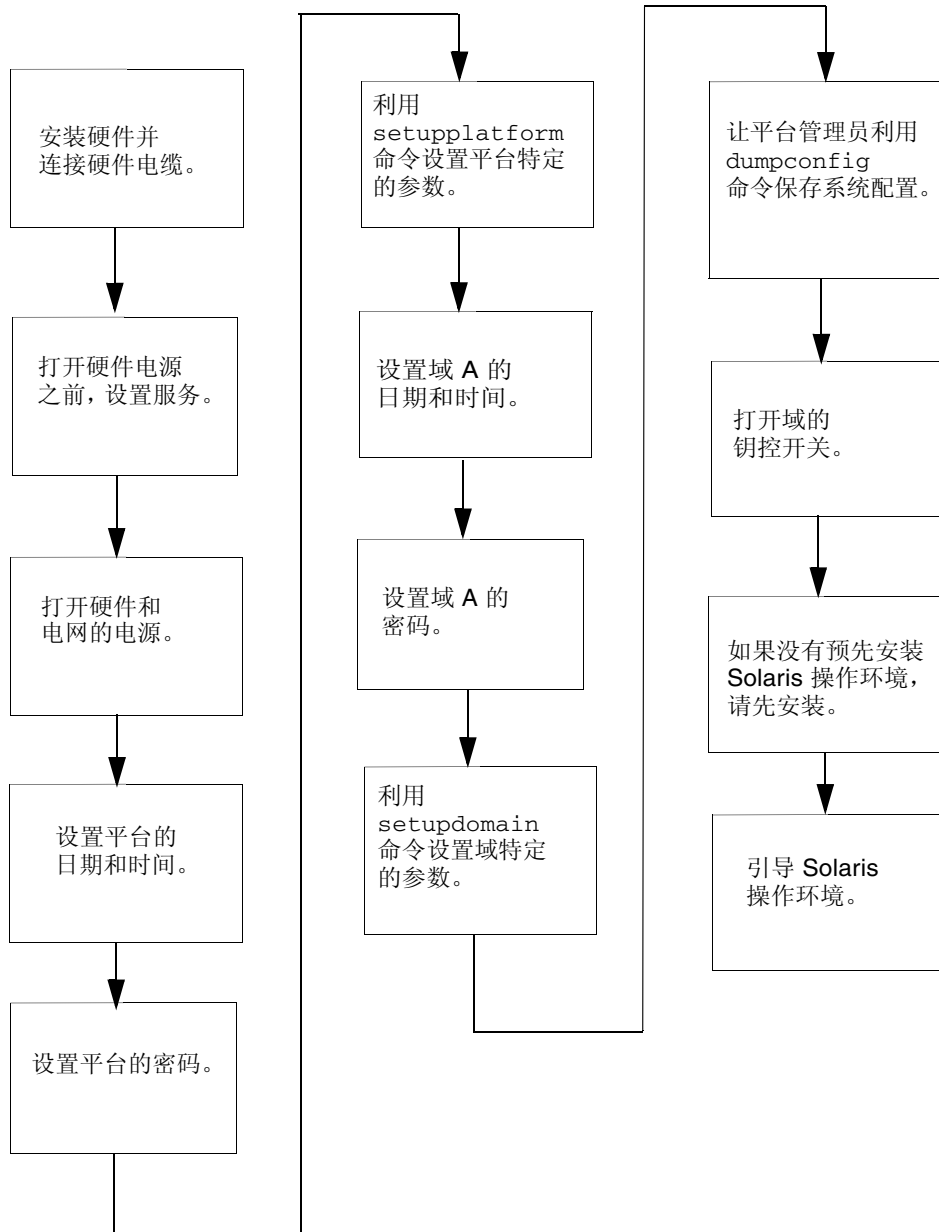 安装硬件并
连接硬件电缆。
打开硬件电源
之前，设置服务。
打开硬件和
电网的电源。
设置平台的
日期和时间。
设置平台的密码。
利用
setupplatform
命令设置平台特定
的参数。
设置域 A 的
日期和时间。
设置域 A 的
密码。
利用
setupdomain
命令设置域特定
的参数。
让平台管理员利用
dumpconfig
命令保存系统配置。
打开域的
钥控开关。
如果没有预先安装
Solaris 操作环境，
请先安装。
引导 Solaris
操作环境。